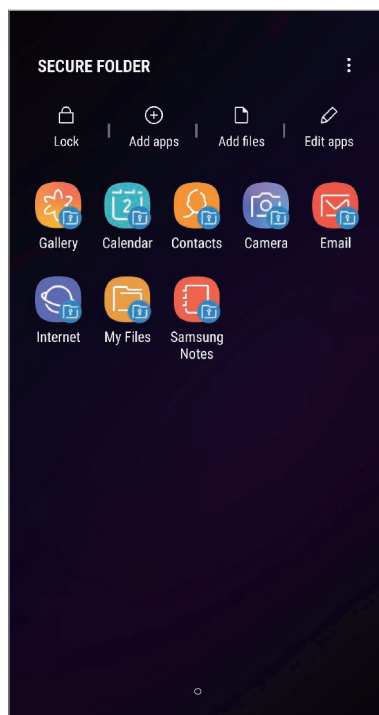 SECURE FOLDER
Lock
Add apps
Add files
Edit apps
2
Gallery
Calendar
Contacts
Camera
Email
Internet
My Files
Samsung
Notes